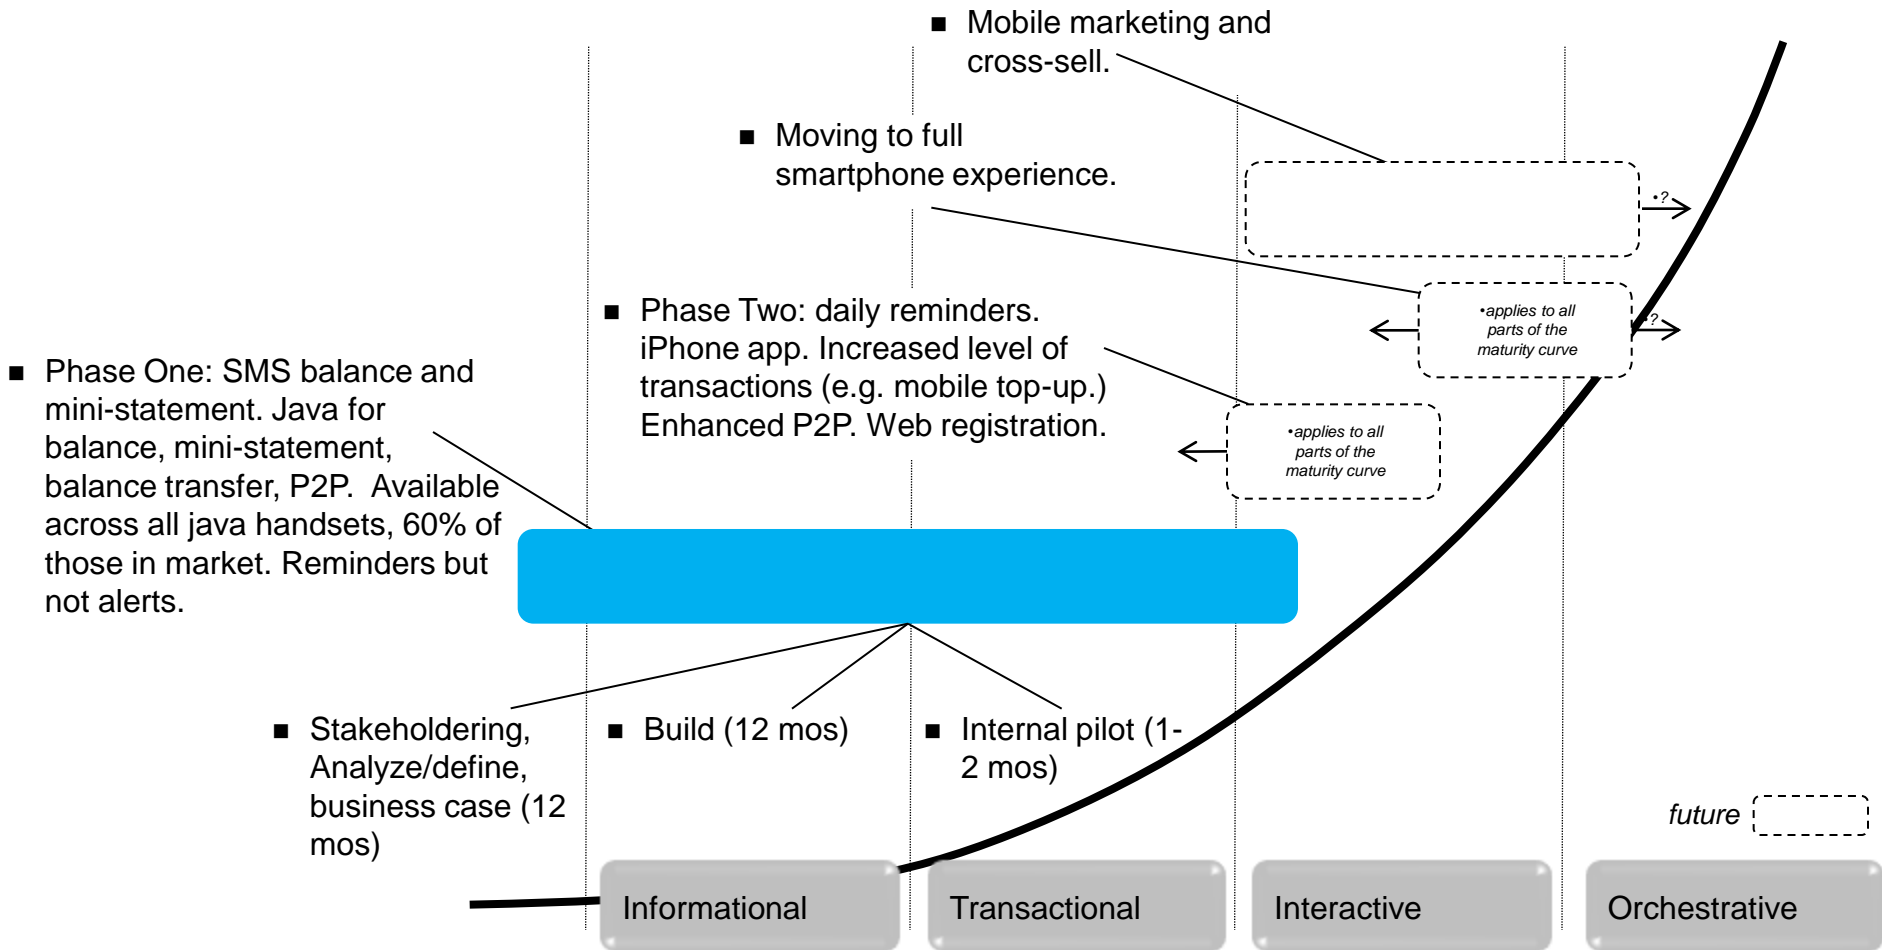 ▪ Mobile marketing and
cross-sell.
▪ Moving to full
smartphone experience.
•?
▪ Phase Two: daily reminders.
iPhone app. Increased level of
transactions (e.g. mobile top-up.)
Enhanced P2P. Web registration.
•applies to all
parts of the
maturity curve
•?
▪ Phase One: SMS balance and
mini-statement. Java for
balance, mini-statement,
balance transfer, P2P. Available
across all java handsets, 60% of
those in market. Reminders but
not alerts.
•applies to all
parts of the
maturity curve
▪ Stakeholdering,
Analyze/define,
business case (12
mos)
▪ Build (12 mos)
▪ Internal pilot (1-
2 mos)
future
Informational
Transactional
Interactive
Orchestrative